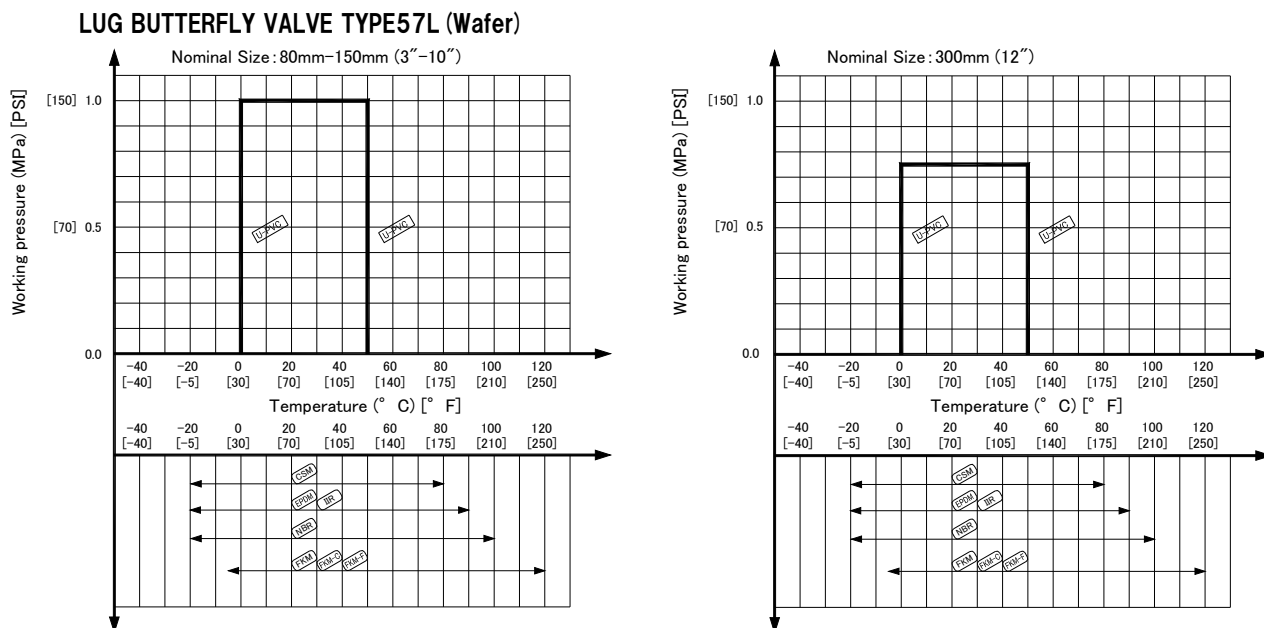 LUG BUTTERFLY VALVE TYPE57L (Wafer)
Nominal Size: 80mm-150mm (3″-10″)
Working pressure (MPa) [PSI]
[150] 1.0
[70] 0.5
0.0
U-PVC
U-PVC
-40 -20 0 20 40 60 80 100 120
[-40] [-5] [30] [70] [105] [140] [175] [210] [250]
Temperature (° C) [° F]
-40 -20 0 20 40 60 80 100 120
[-40] [-5] [30] [70] [105] [140] [175] [210] [250]
CSM
EPDM IIR
NBR
FKM FKM-C FKM-F
Nominal Size: 300mm (12″)
Working pressure (MPa) [PSI]
[150] 1.0
[70] 0.5
0.0
U-PVC
U-PVC
-40 -20 0 20 40 60 80 100 120
[-40] [-5] [30] [70] [105] [140] [175] [210] [250]
Temperature (° C) [° F]
-40 -20 0 20 40 60 80 100 120
[-40] [-5] [30] [70] [105] [140] [175] [210] [250]
CSM
EPDM IIR
NBR
FKM FKM-C FKM-F